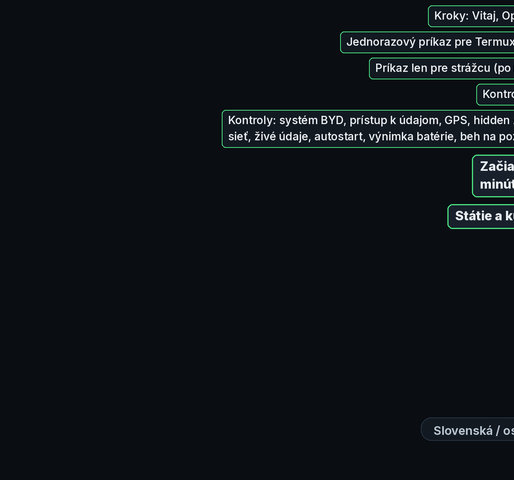 Kroky: Vitaj, Op
Jednorazový príkaz pre Termux
Príkaz len pre strážcu (po
Kontro
Kontroly: systém BYD, prístup k údajom, GPS, hidden
sieť, živé údaje, autostart, výnimka batérie, beh na po
Začia
minút
Státie a k
Slovenská / os